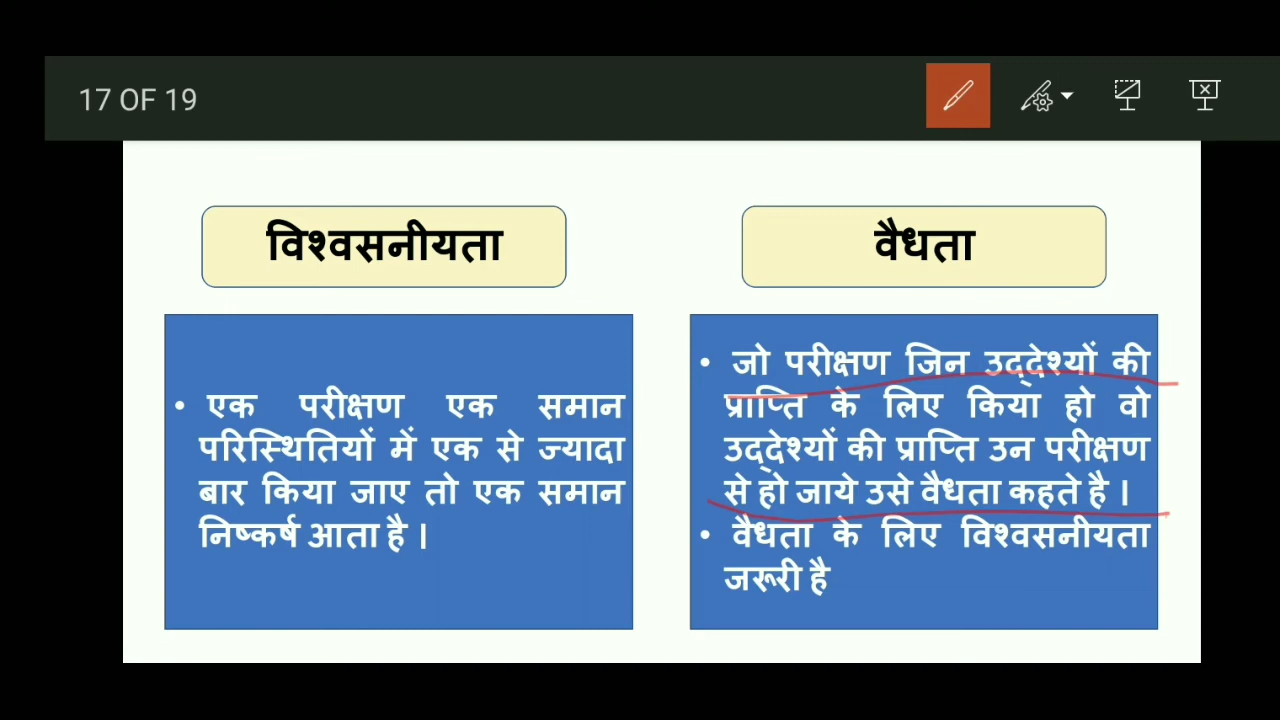 17 OF 19
विश्वसनीयता
• एक परीक्षण एक समान
परिस्थितियों में एक से ज्यादा
बार किया जाए तो एक समान
निष्कर्ष आता है ।
वैधता
• जो परीक्षण जिन उद्देश्यों की
प्राप्ति के लिए किया हो वो
उद्देश्यों की प्राप्ति उन परीक्षण
से हो जाये उसे वैधता कहते है ।
• वैधता के लिए विश्वसनीयता
जरूरी है